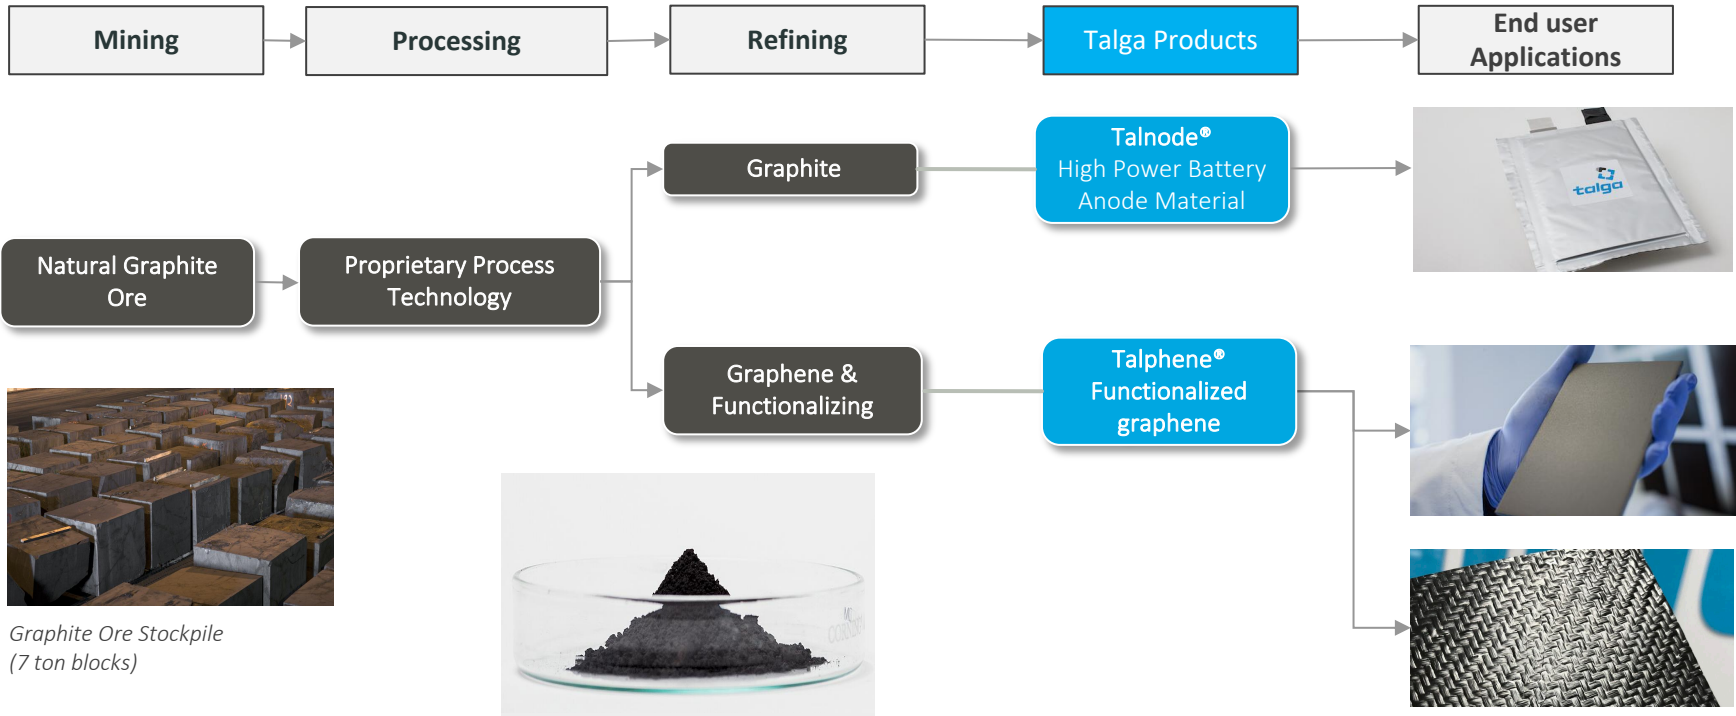 Mining
Processing
Refining
Talga Products
End user
Applications
Natural Graphite
Ore
Proprietary Process
Technology
Graphite
Talnode®
High Power Battery
Anode Material
talga
Graphene &
Functionalizing
Talphene®
Functionalized
graphene
Graphite Ore Stockpile
(7 ton blocks)